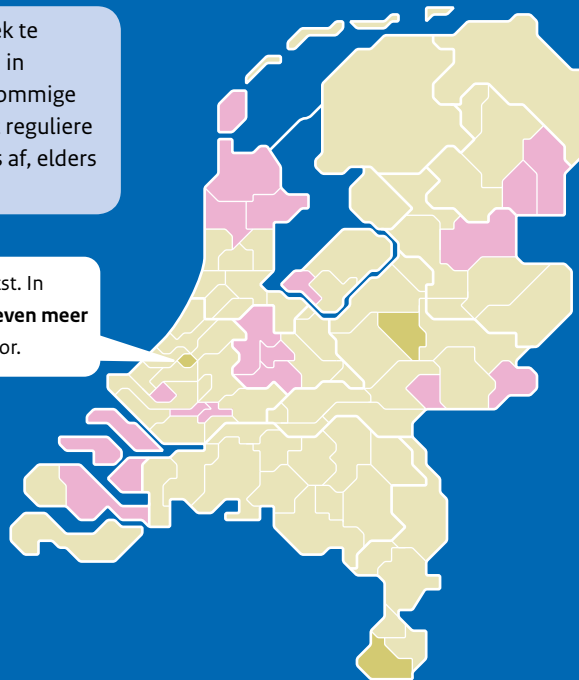 ek te
in
ommige
reguliere
s af, elders
st. In
even meer
or.